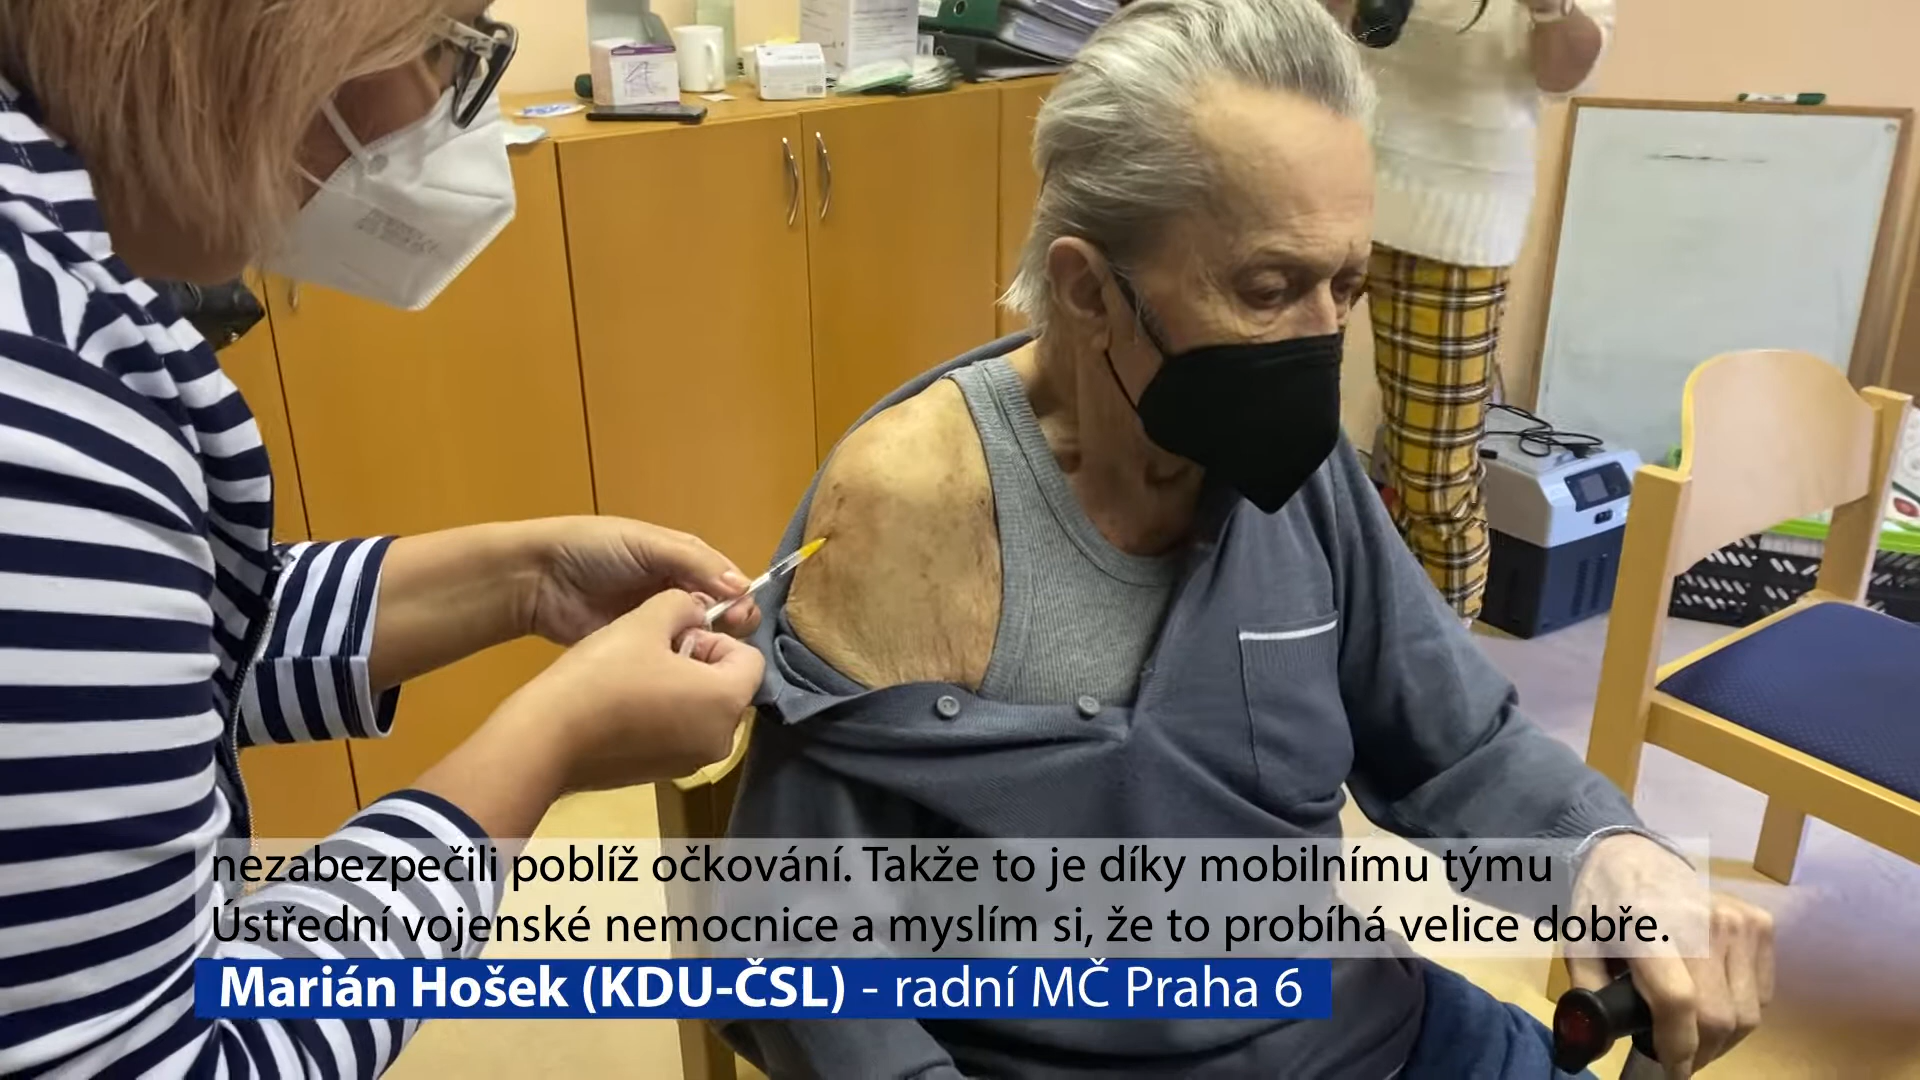 nezabezpečili poblíž očkování. Takže to je díky mobilnímu týmu
Ústřední vojenské nemocnice a myslím si, že to probíhá velice dobře.
Marián Hošek (KDU-ČSL) - radní MČ Praha 6